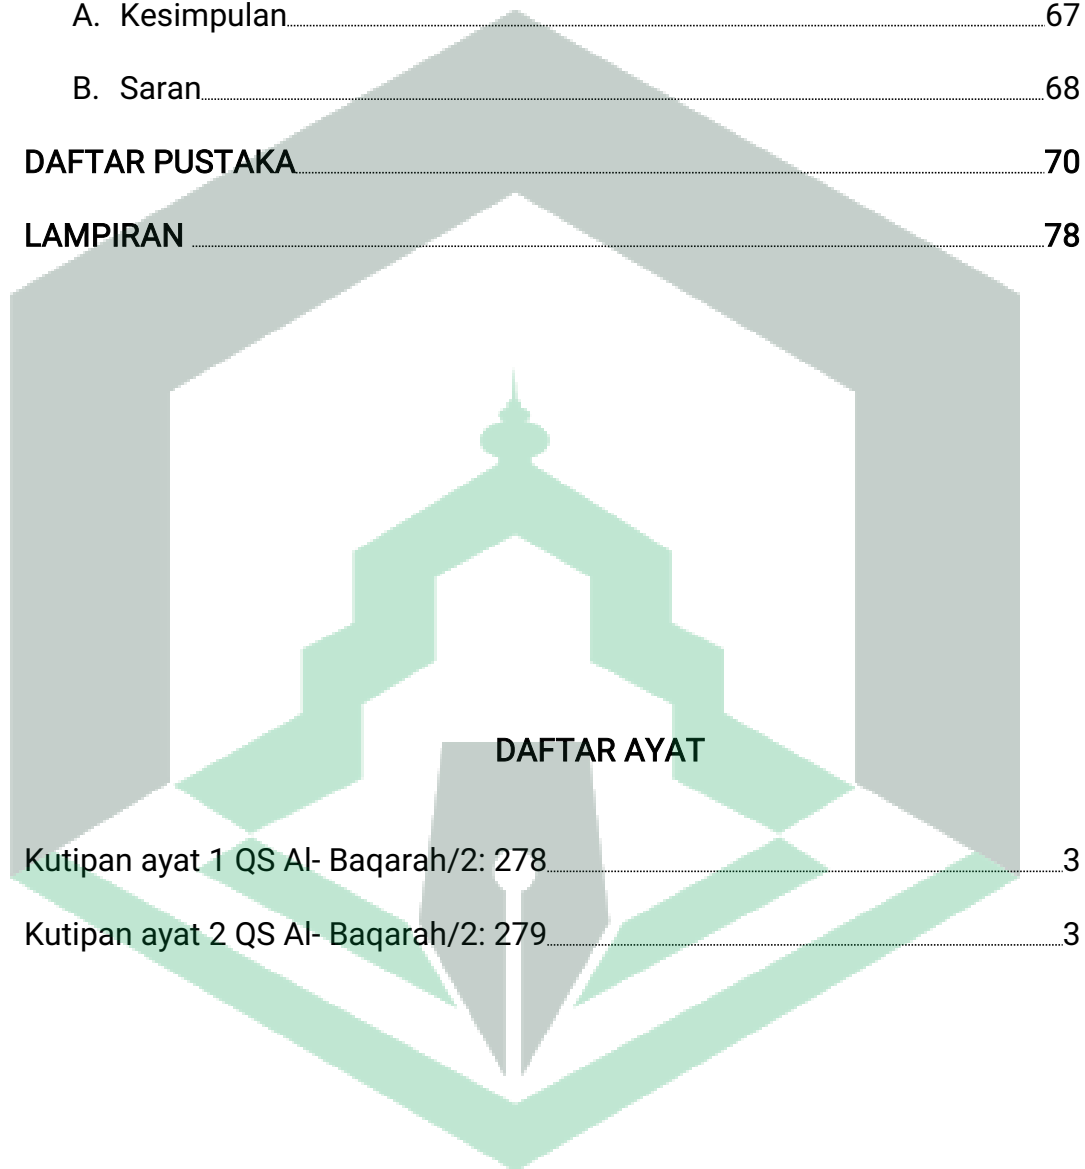 A. Kesimpulan 67
B. Saran 68
DAFTAR PUSTAKA 70
LAMPIRAN 78
DAFTAR AYAT
Kutipan ayat 1 QS Al- Baqarah/2: 278 3
Kutipan ayat 2 QS Al- Baqarah/2: 279 3